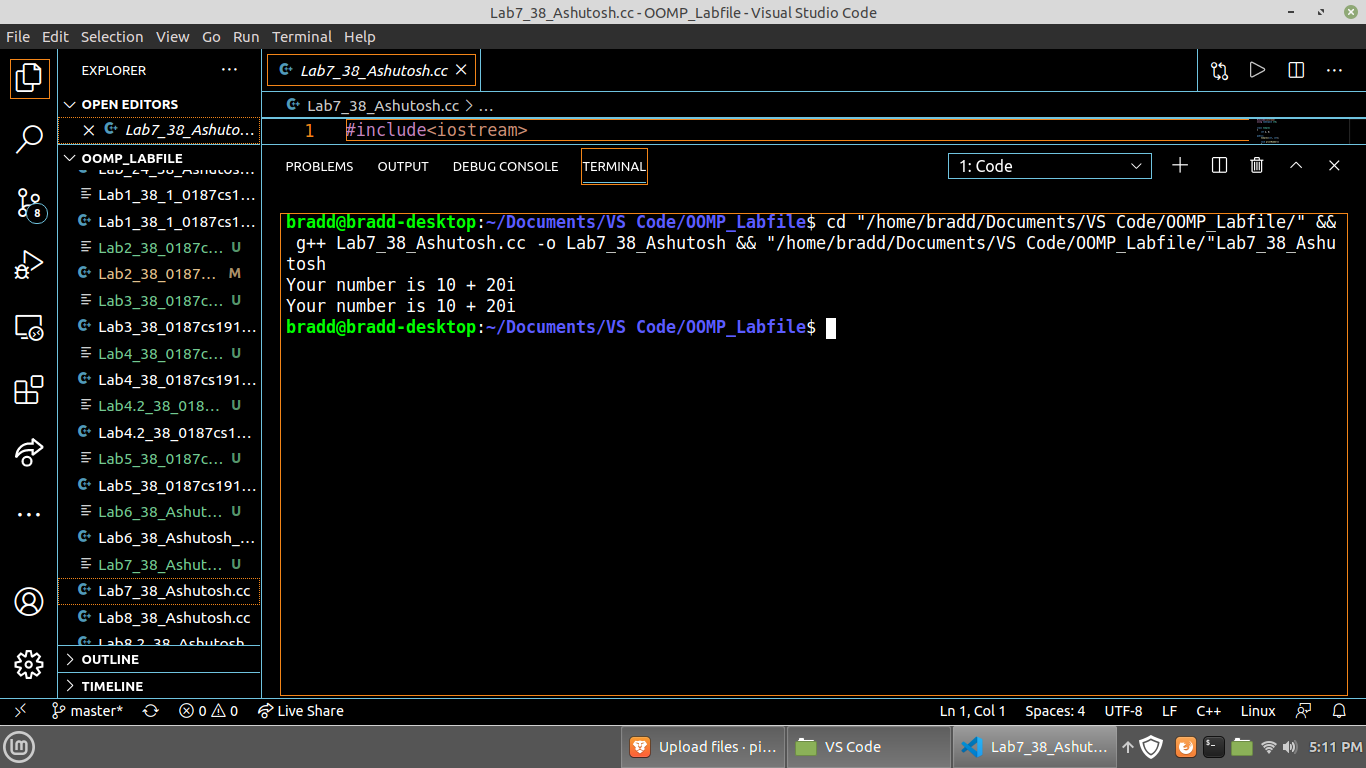 Lab7_38_Ashutosh.cc - OOMP_Labfile - Visual Studio Code
File Edit Selection View Go Run Terminal Help
EXPLORER
OPEN EDITORS
Lab7_38_Ashuto...
OOMP_LABFILE
Lab1_38_1_0187cs1...
Lab1_38_1_0187cs1...
Lab2_38_0187cs... U
Lab2_38_0187... M
Lab3_38_0187c... U
Lab3_38_0187cs191...
Lab4_38_0187c... U
Lab4_38_0187cs191...
Lab4.2_38_018... U
Lab4.2_38_0187cs1...
Lab5_38_0187c... U
Lab5_38_0187cs191...
Lab6_38_Ashut... U
Lab6_38_Ashutosh_...
Lab7_38_Ashut... U
Lab7_38_Ashutosh.cc
Lab8_38_Ashutosh.cc
Lab8.2_38_Ashutosh
OUTLINE
TIMELINE
8
Lab7_38_Ashutosh.cc
Lab7_38_Ashutosh.cc > ...
1 #include<iostream>
PROBLEMS OUTPUT DEBUG CONSOLE TERMINAL 1: Code
bradd@bradd-desktop:~/Documents/VS Code/OOMP_Labfile$ cd "/home/bradd/Documents/VS Code/OOMP_Labfile/" &&
g++ Lab7_38_Ashutosh.cc -o Lab7_38_Ashutosh && "/home/bradd/Documents/VS Code/OOMP_Labfile/"Lab7_38_Ashu
tosh
Your number is 10 + 20i
Your number is 10 + 20i
bradd@bradd-desktop:~/Documents/VS Code/OOMP_Labfile$
master* 0 0 Live Share Ln 1, Col 1 Spaces: 4 UTF-8 LF C++ Linux
Upload files · pi... VS Code Lab7_38_Ashut... 5:11 PM